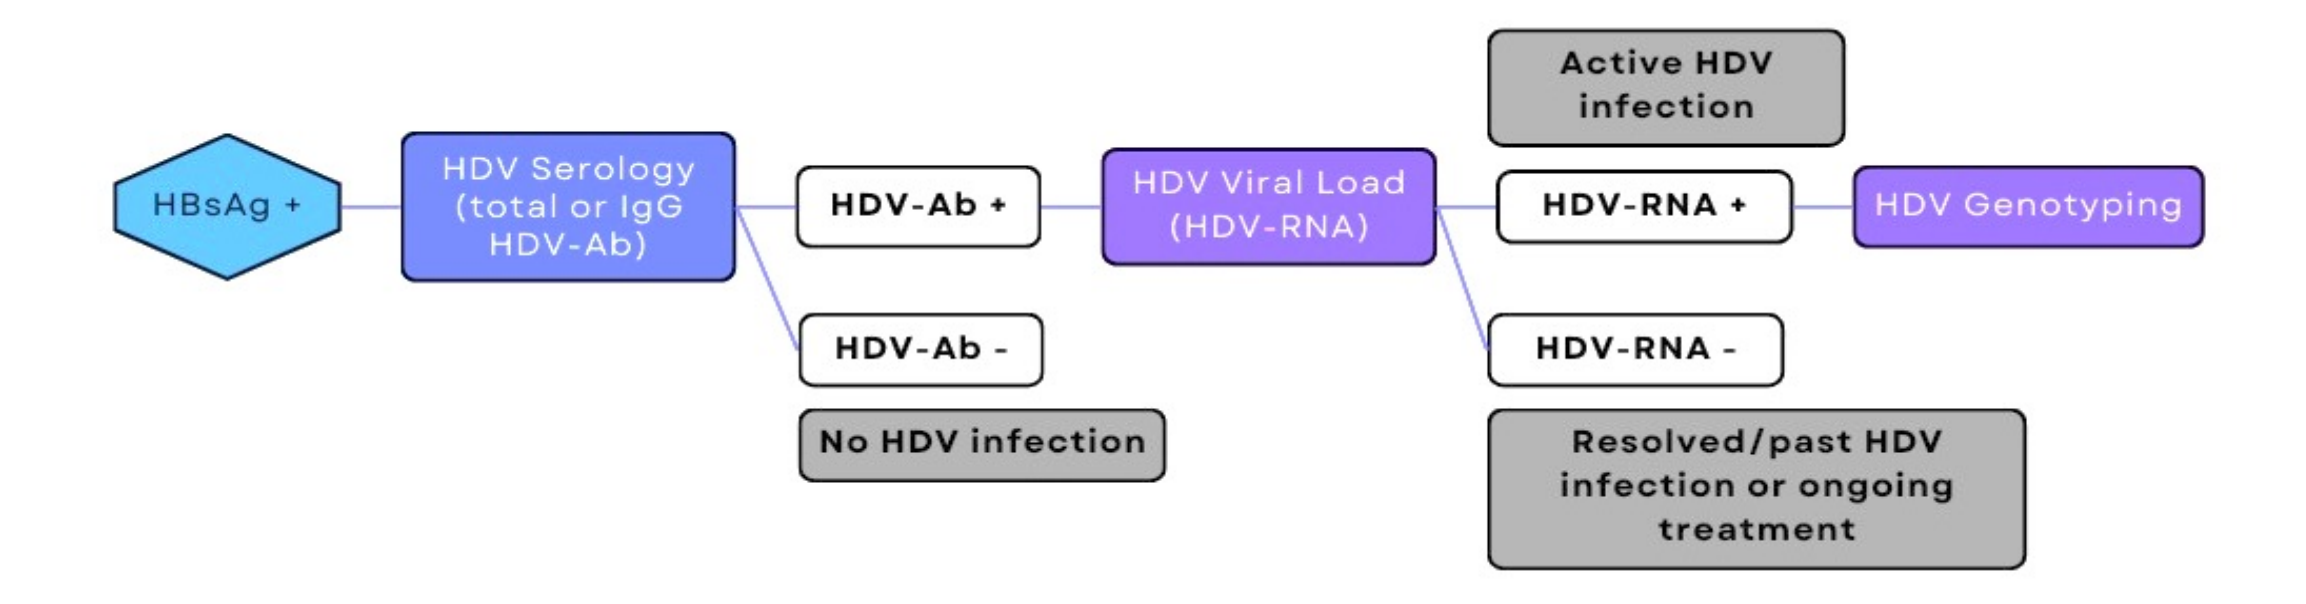 HBsAg +
HDV Serology
(total or IgG
HDV-Ab)
HDV-Ab +
HDV-Ab -
No HDV infection
HDV Viral Load
(HDV-RNA)
Active HDV
infection
HDV-RNA +
HDV-RNA -
Resolved/past HDV
infection or ongoing
treatment
HDV Genotyping